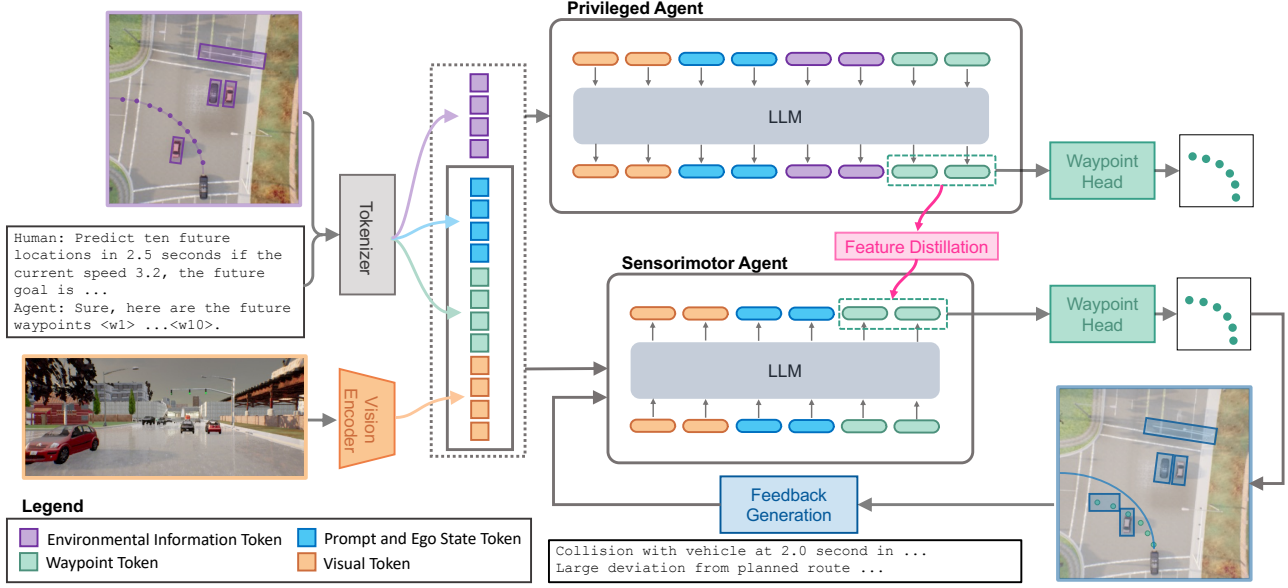 Privileged Agent
LLM
Waypoint
Head
Human: Predict ten future
locations in 2.5 seconds if the
current speed 3.2, the future
goal is ...
Agent: Sure, here are the future
waypoints <w1> ...<w10>.
Tokenizer
Feature Distillation
Sensorimotor Agent
LLM
Waypoint
Head
Vision
Encoder
Feedback
Generation
Collision with vehicle at 2.0 second in ...
Large deviation from planned route ...
Legend
Environmental Information Token
Prompt and Ego State Token
Waypoint Token
Visual Token